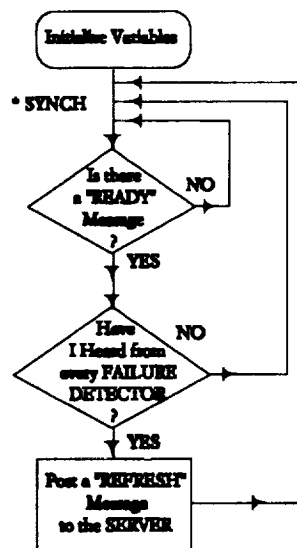 Initialize Variables
* SYNCH
Is there
a "READY"
Message
?
NO
YES
Have
I Heard from
every FAILURE
DETECTOR
?
NO
YES
Post a "REFRESH"
Message
to the SERVER